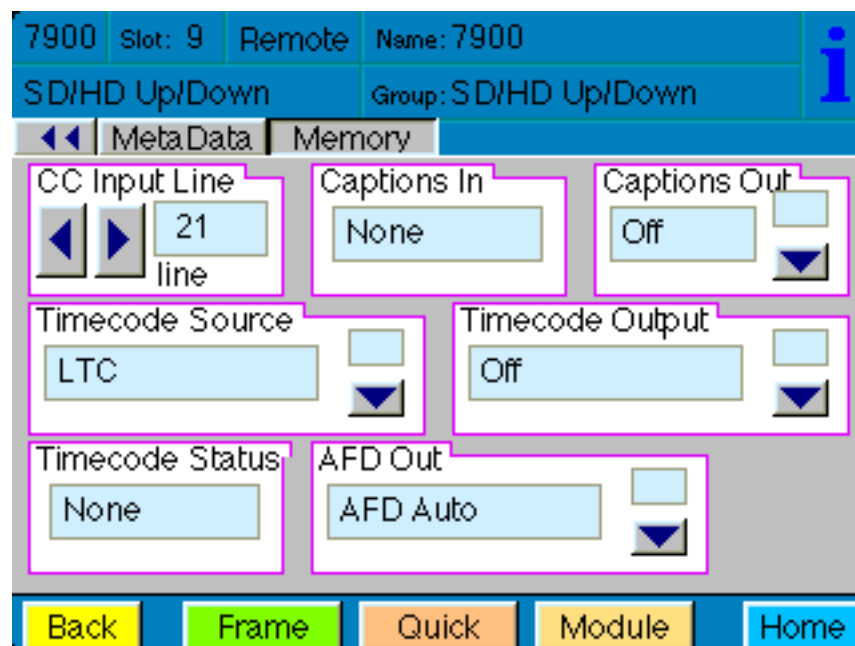 7900 Slot: 9 Remote Name: 7900
SD/HD Up/Down Group: SD/HD Up/Down
i
MetaData Memory
CC Input Line Captions In Captions Out
21 None Off
line
Timecode Source Timecode Output
LTC Off
Timecode Status AFD Out
None AFD Auto
Back Frame Quick Module Home